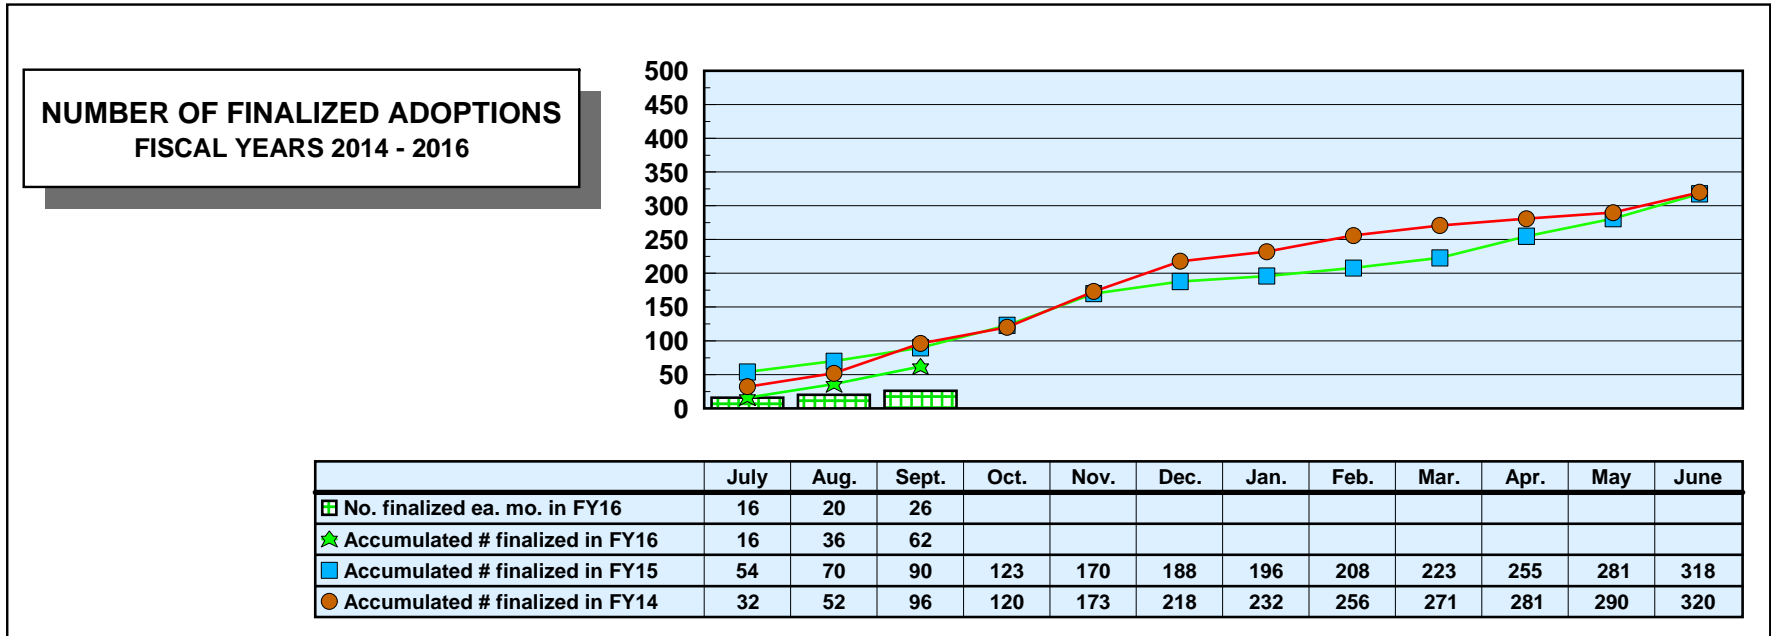 NUMBER OF FINALIZED ADOPTIONS
FISCAL YEARS 2014 - 2016
500
450
400
350
300
250
200
150
100
50
0
July Aug. Sept. Oct. Nov. Dec. Jan. Feb. Mar. Apr. May June
No. finalized ea. mo. in FY16 16 20 26
Accumulated # finalized in FY16 16 36 62
Accumulated # finalized in FY15 54 70 90 123 170 188 196 208 223 255 281 318
Accumulated # finalized in FY14 32 52 96 120 173 218 232 256 271 281 290 320